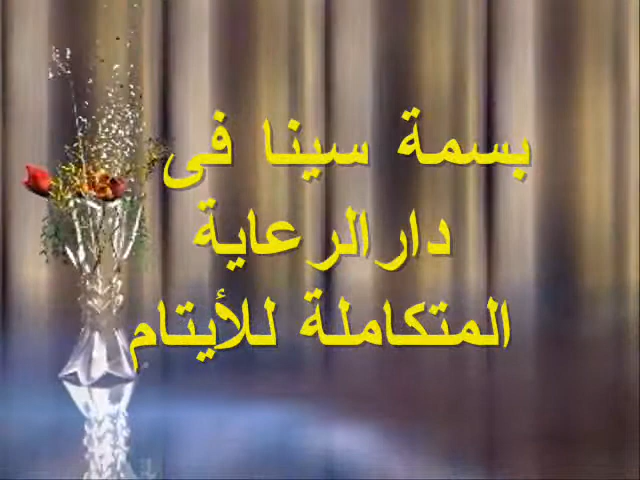 بسمة سينا فى
دارالرعاية
المتكاملة للأيتام